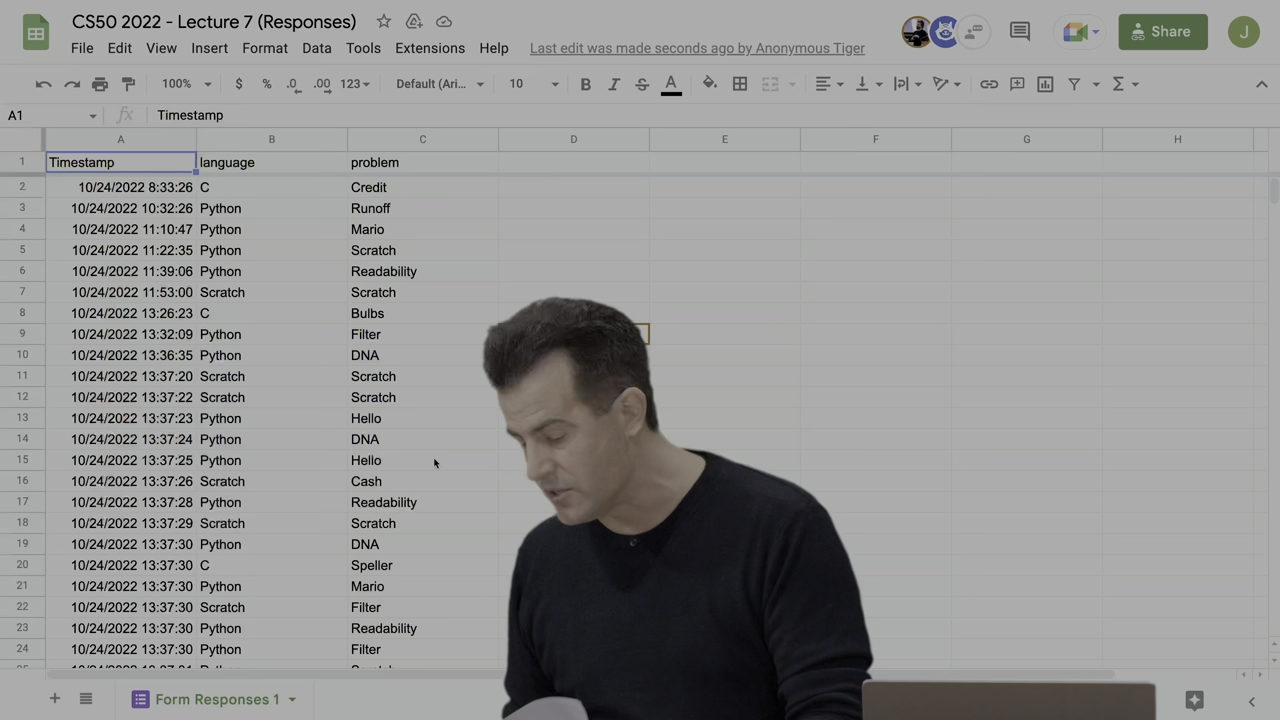 CS50 2022 - Lecture 7 (Responses)
File Edit View Insert Format Data Tools Extensions Help Last edit was made seconds ago by Anonymous Tiger
Share
J
100% $ % .0 .00 123 Default (Ari... 10 B I S A
A1 fx Timestamp
A B C D E F G H
1 Timestamp language problem
2 10/24/2022 8:33:26 C Credit
3 10/24/2022 10:32:26 Python Runoff
4 10/24/2022 11:10:47 Python Mario
5 10/24/2022 11:22:35 Python Scratch
6 10/24/2022 11:39:06 Python Readability
7 10/24/2022 11:53:00 Scratch Scratch
8 10/24/2022 13:26:23 C Bulbs
9 10/24/2022 13:32:09 Python Filter
10 10/24/2022 13:36:35 Python DNA
11 10/24/2022 13:37:20 Scratch Scratch
12 10/24/2022 13:37:22 Scratch Scratch
13 10/24/2022 13:37:23 Python Hello
14 10/24/2022 13:37:24 Python DNA
15 10/24/2022 13:37:25 Python Hello
16 10/24/2022 13:37:26 Scratch Cash
17 10/24/2022 13:37:28 Python Readability
18 10/24/2022 13:37:29 Scratch Scratch
19 10/24/2022 13:37:30 Python DNA
20 10/24/2022 13:37:30 C Speller
21 10/24/2022 13:37:30 Python Mario
22 10/24/2022 13:37:30 Scratch Filter
23 10/24/2022 13:37:30 Python Readability
24 10/24/2022 13:37:30 Python Filter
Form Responses 1